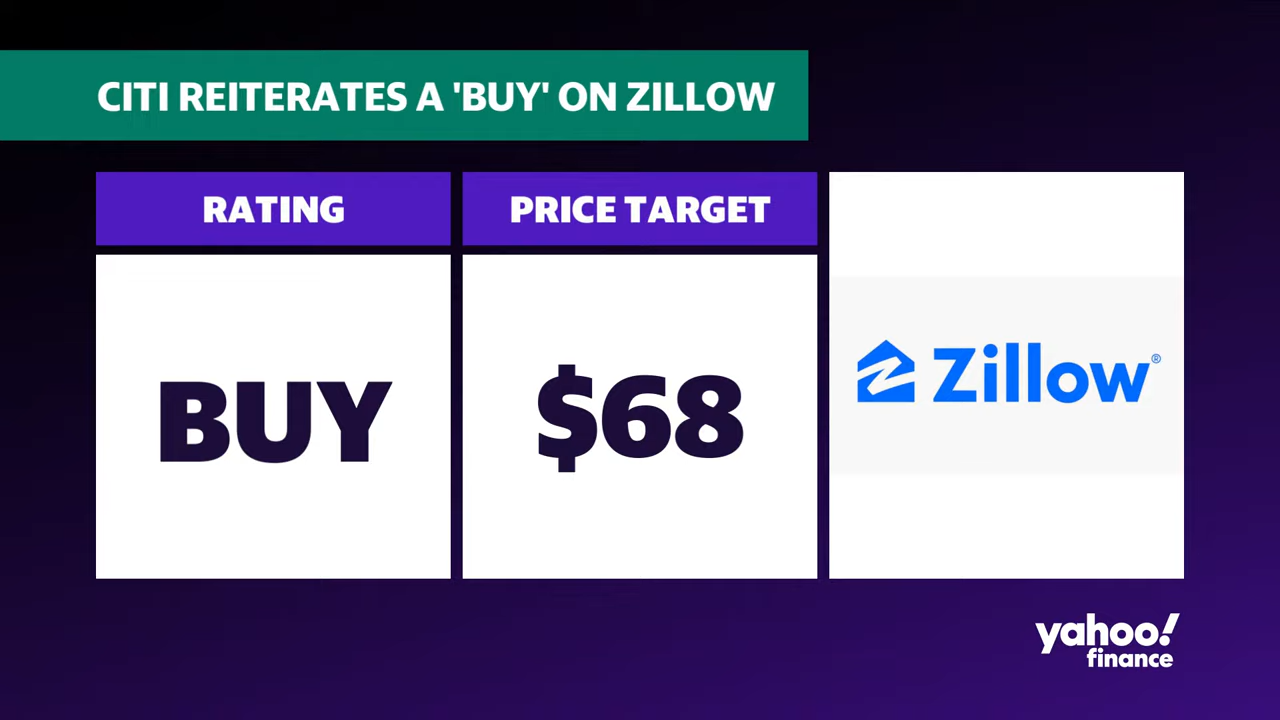 CITI REITERATES A 'BUY' ON ZILLOW
RATING
PRICE TARGET
BUY
$68
Zillow®
yahoo!
finance